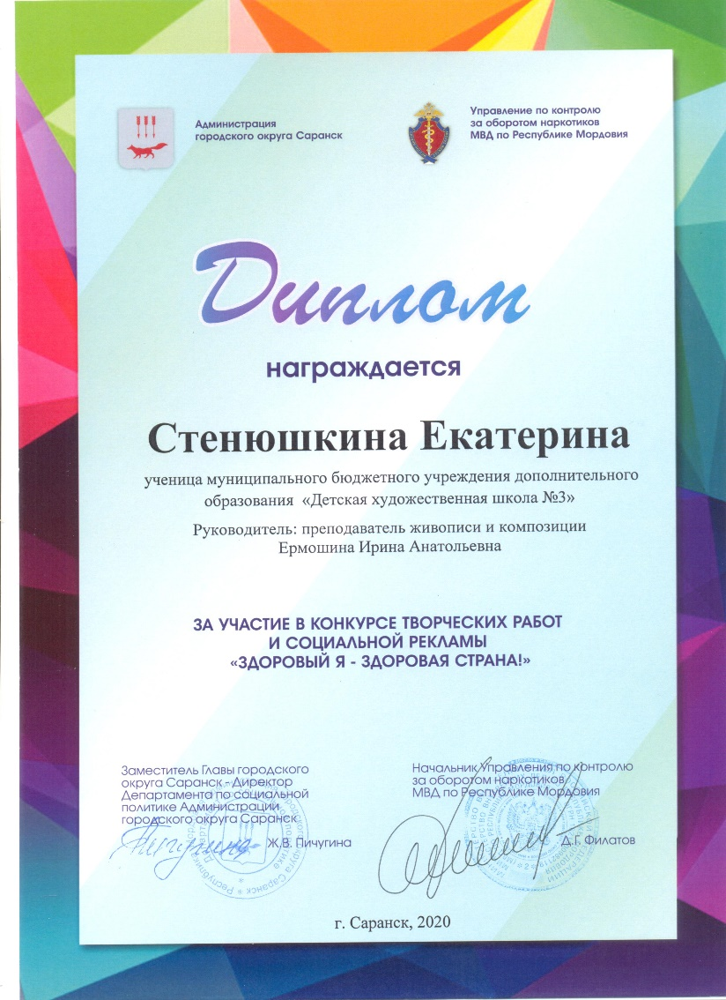 Администрация
городского округа Саранск
Управление по контролю
за оборотом наркотиков
МВД по Республике Мордовия
Диплом
награждается
Стенюшкина Екатерина
ученица муниципального бюджетного учреждения дополнительного
образования «Детская художественная школа №3»
Руководитель: преподаватель живописи и композиции
Ермошина Ирина Анатольевна
ЗА УЧАСТИЕ В КОНКУРСЕ ТВОРЧЕСКИХ РАБОТ
И СОЦИАЛЬНОЙ РЕКЛАМЫ
«ЗДОРОВЫЙ Я - ЗДОРОВАЯ СТРАНА!»
Заместитель Главы городского
округа Саранск - Директор
Департамента по социальной
политике Администрации
городского округа Саранск
Ж.В. Пичугина
Начальник Управления по контролю
за оборотом наркотиков
МВД по Республике Мордовия
Д.Г. Филатов
г. Саранск, 2020